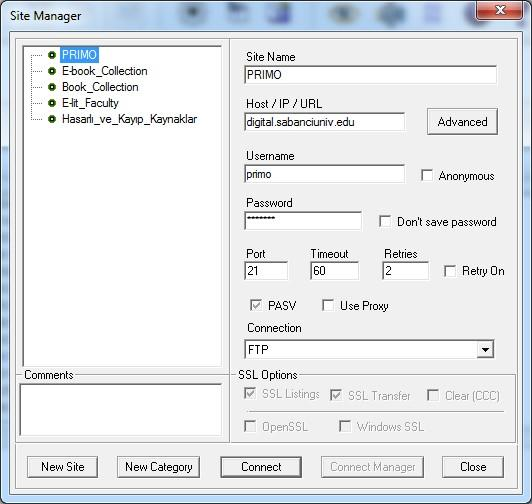 Site Manager
PRIMO
E-book_Collection
Book_Collection
E-lit_Faculty
Hasarlı_ve_Kayıp_Kaynaklar
Site Name
PRIMO
Host / IP / URL
digital.sabanciuniv.edu
Advanced
Username
primo
Anonymous
Password
*******
Don't save password
Port Timeout Retries
21 60 2 Retry On
PASV Use Proxy
Connection
FTP
Comments
SSL Options
SSL Listings SSL Transfer Clear (CCC)
OpenSSL Windows SSL
New Site New Category Connect Connect Manager Close